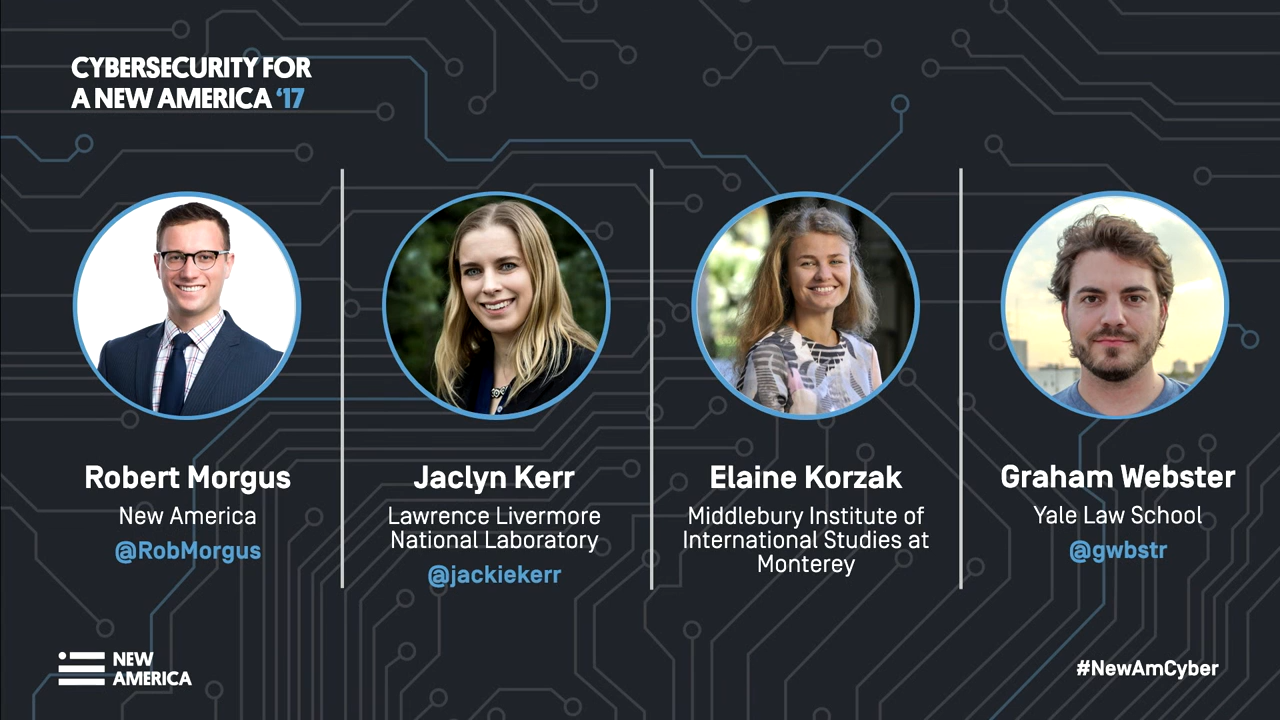 CYBERSECURITY FOR
A NEW AMERICA ‘17
Robert Morgus
New America
@RobMorgus
Jaclyn Kerr
Lawrence Livermore
National Laboratory
@jackiekerr
Elaine Korzak
Middlebury Institute of
International Studies at
Monterey
Graham Webster
Yale Law School
@gwbstr
NEW
AMERICA
#NewAmCyber